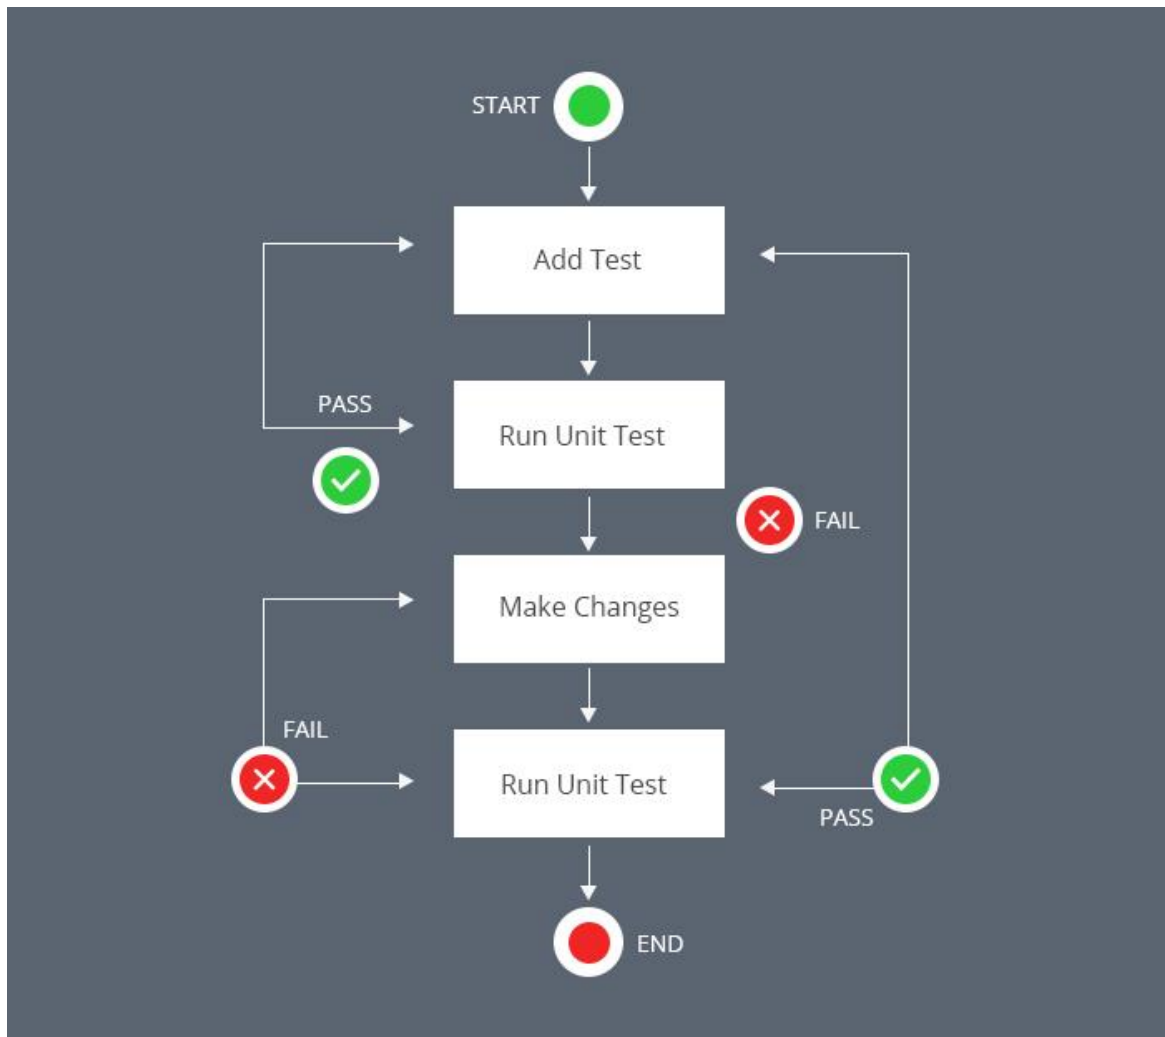 START
Add Test
PASS
Run Unit Test
FAIL
Make Changes
FAIL
Run Unit Test
PASS
END